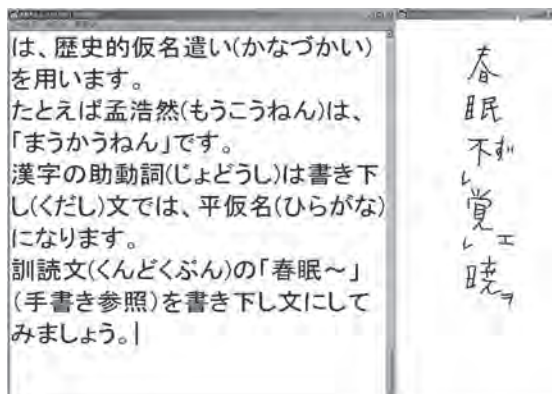 は、歴史的仮名遣い(かなづかい)
を用います。
たとえば孟浩然(もうこうねん)は、
「まうかうねん」です。
漢字の助動詞(じょどうし)は書き下
し(くだし)文では、平仮名(ひらがな)
になります。
訓読文(くんどくぶん)の「春眠~」
(手書き参照)を書き下し文にして
みましょう。
春眠不レ覚エレ暁ヲ